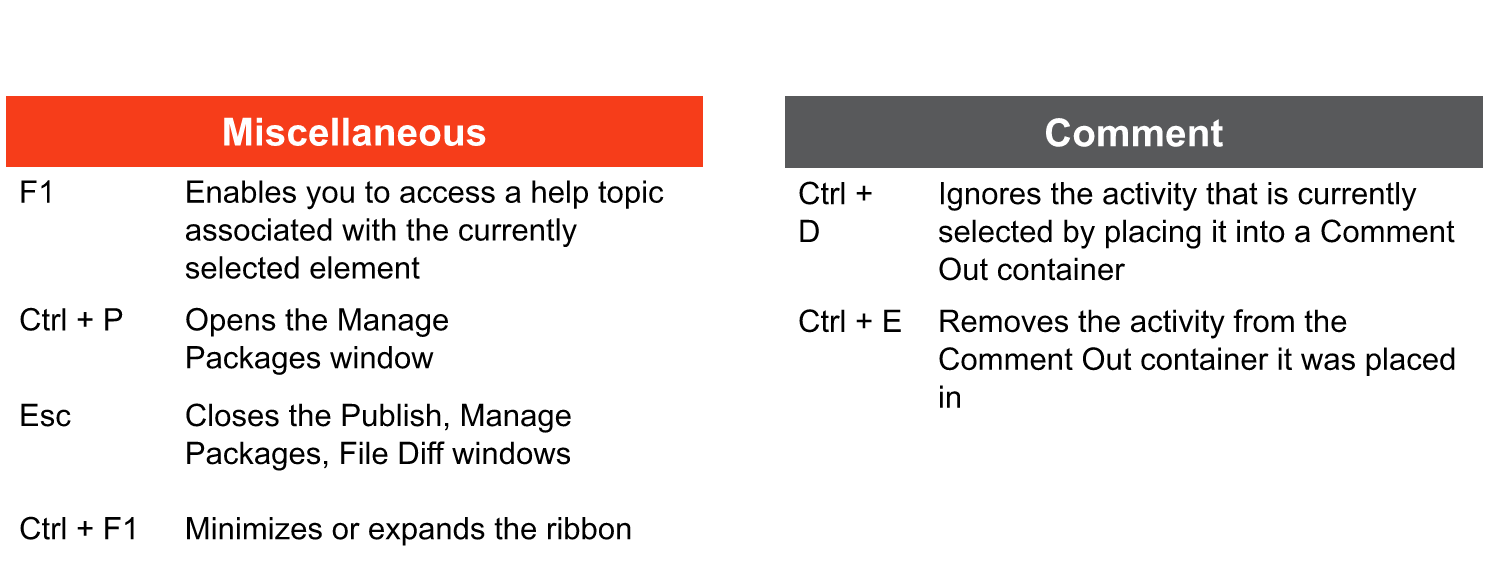 Miscellaneous
F1 Enables you to access a help topic
associated with the currently
selected element
Ctrl + P Opens the Manage
Packages window
Esc Closes the Publish, Manage
Packages, File Diff windows
Ctrl + F1 Minimizes or expands the ribbon
Comment
Ctrl + Ignores the activity that is currently
D selected by placing it into a Comment
Out container
Ctrl + E Removes the activity from the
Comment Out container it was placed
in